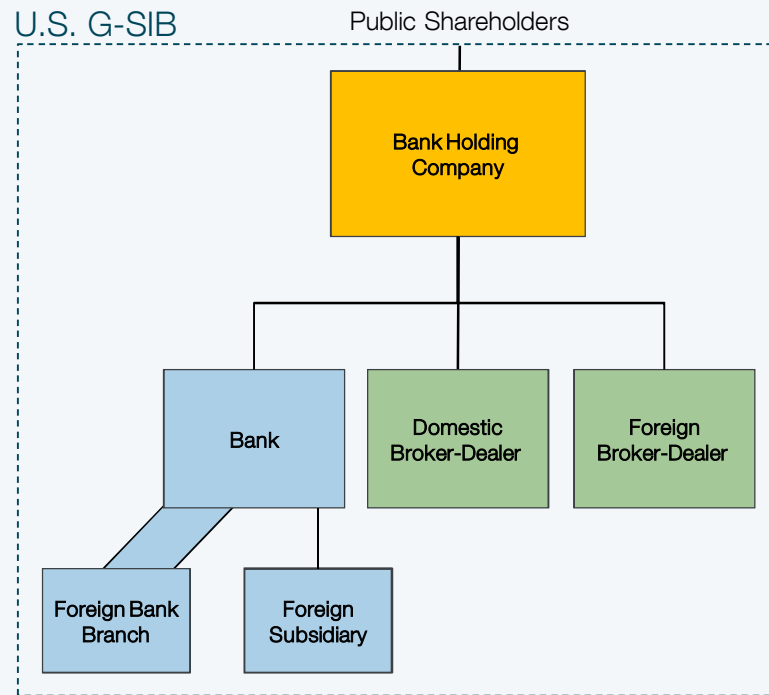 U.S. G-SIB
Public Shareholders
Bank Holding
Company
Bank
Domestic
Broker-Dealer
Foreign
Broker-Dealer
Foreign Bank
Branch
Foreign
Subsidiary